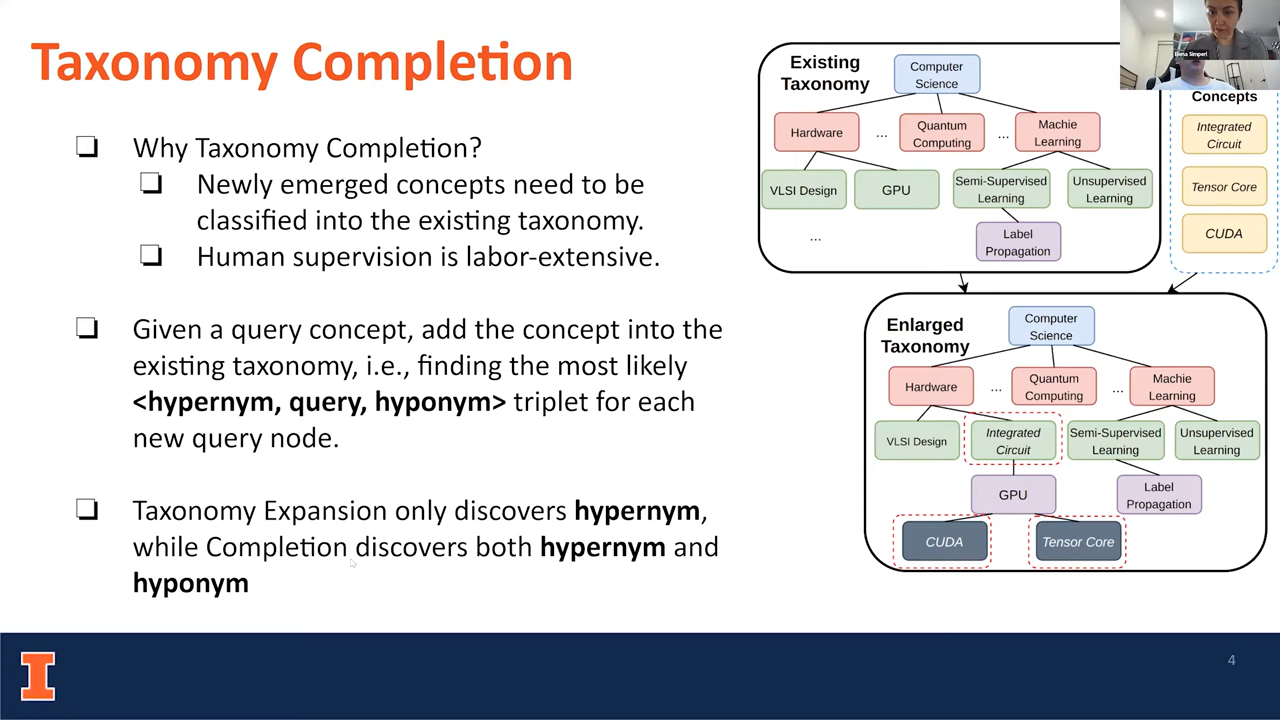 Taxonomy Completion
❑ Why Taxonomy Completion?
❑ Newly emerged concepts need to be
classified into the existing taxonomy.
❑ Human supervision is labor-extensive.
❑ Given a query concept, add the concept into the
existing taxonomy, i.e., finding the most likely
<hypernym, query, hyponym> triplet for each
new query node.
❑ Taxonomy Expansion only discovers hypernym,
while Completion discovers both hypernym and
hyponym
Existing
Taxonomy
Computer
Science
Hardware
...
Quantum
Computing
...
Machie
Learning
VLSI Design
GPU
Semi-Supervised
Learning
Unsupervised
Learning
...
Label
Propagation
Elena Simperl
Concepts
Integrated
Circuit
Tensor Core
CUDA
Enlarged
Taxonomy
Computer
Science
Hardware
...
Quantum
Computing
...
Machie
Learning
VLSI Design
Integrated
Circuit
Semi-Supervised
Learning
Unsupervised
Learning
GPU
Label
Propagation
CUDA
Tensor Core
I
4